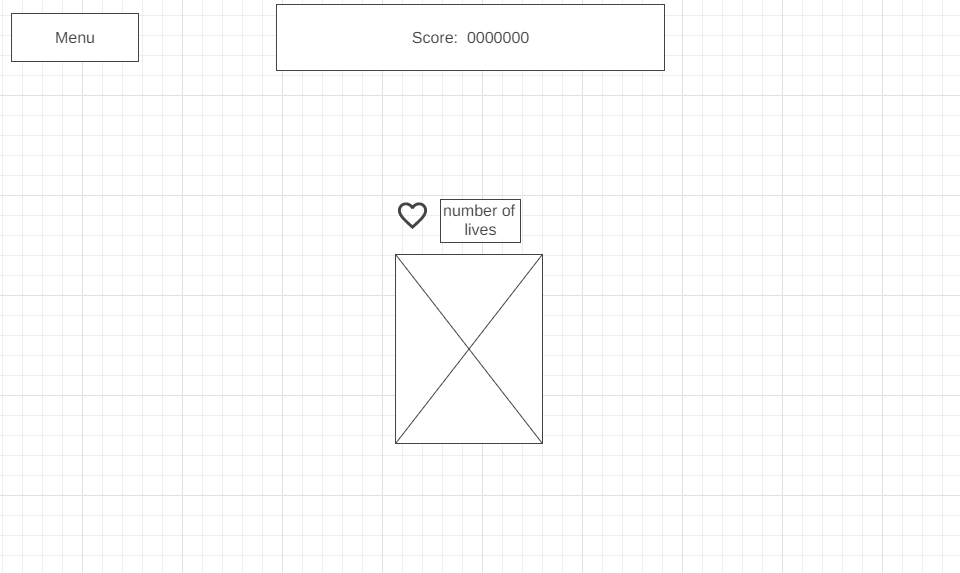 Menu
Score:  0000000
number of
lives